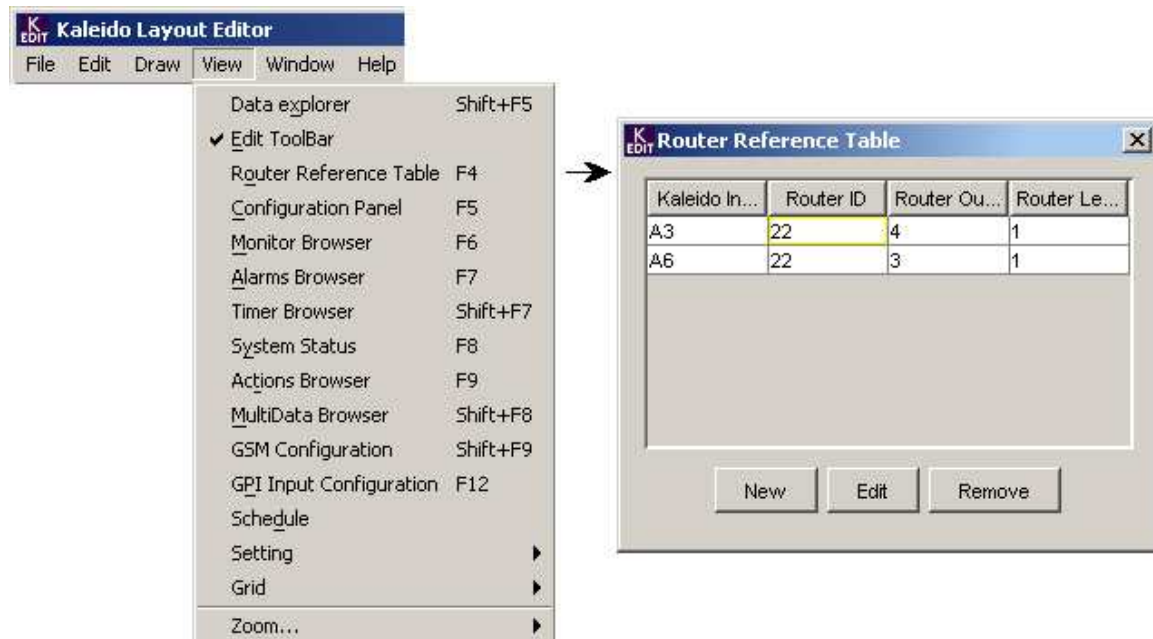 K EDIT Kaleido Layout Editor
File Edit Draw View Window Help
Data explorer Shift+F5
✔ Edit ToolBar
Router Reference Table F4
Configuration Panel F5
Monitor Browser F6
Alarms Browser F7
Timer Browser Shift+F7
System Status F8
Actions Browser F9
MultiData Browser Shift+F8
GSM Configuration Shift+F9
GPI Input Configuration F12
Schedule
Setting
Grid
Zoom...
K EDIT Router Reference Table
Kaleido In... Router ID Router Ou... Router Le...
A3 22 4 1
A6 22 3 1
New Edit Remove